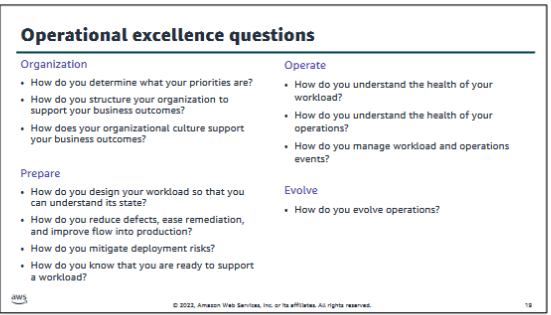 Operational excellence questions
Organization
• How do you determine what your priorities are?
• How do you structure your organization to
support your business outcomes?
• How does your organizational culture support
your business outcomes?
Prepare
• How do you design your workload so that you
can understand its state?
• How do you reduce defects, ease remediation,
and improve flow into production?
• How do you mitigate deployment risks?
• How do you know that you are ready to support
a workload?
Operate
• How do you understand the health of your
workload?
• How do you understand the health of your
operations?
• How do you manage workload and operations
events?
Evolve
• How do you evolve operations?
aws
© 2022, Amazon Web Services, Inc. or its affiliates. All rights reserved.
19